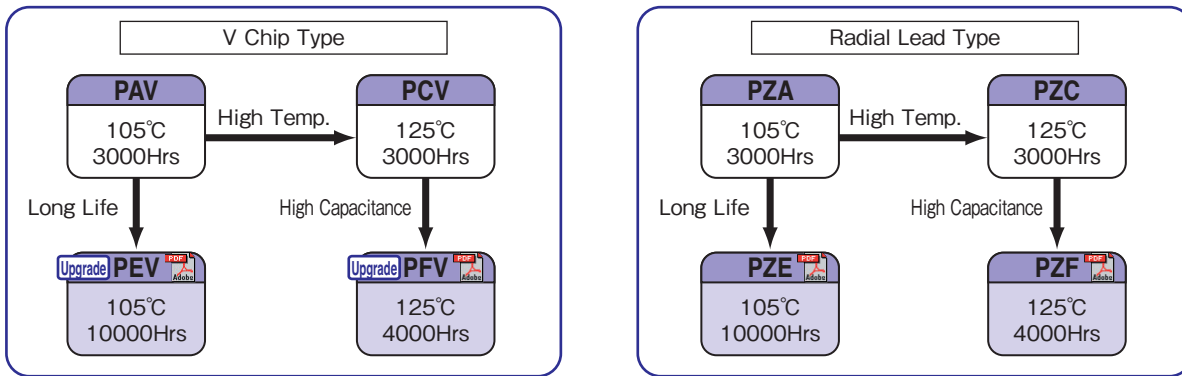 V Chip Type
PAV
105℃
3000Hrs
High Temp.
PCV
125℃
3000Hrs
Long Life
High Capacitance
Upgrade
PEV
PDF
Adobe
105℃
10000Hrs
Upgrade
PFV
PDF
Adobe
125℃
4000Hrs
Radial Lead Type
PZA
105℃
3000Hrs
High Temp.
PZC
125℃
3000Hrs
Long Life
High Capacitance
PZE
PDF
Adobe
105℃
10000Hrs
PZF
PDF
Adobe
125℃
4000Hrs